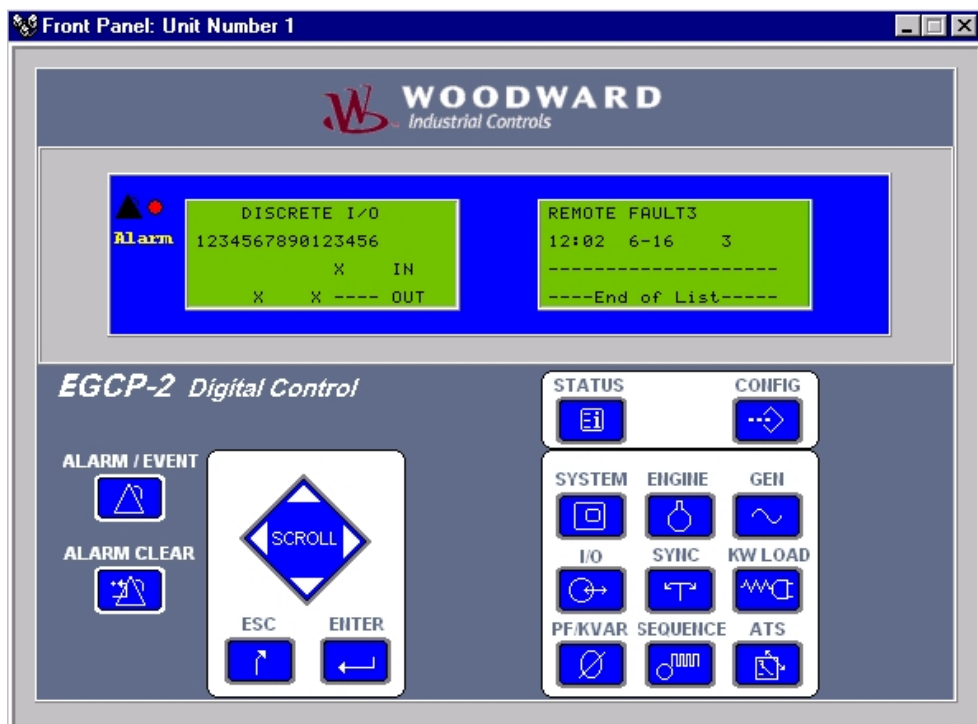 Front Panel: Unit Number 1
WOODWARD
Industrial Controls
Alarm
DISCRETE I/O
1234567890123456
X IN
X X ---- OUT
REMOTE FAULT3
12:02 6-16 3
--------------------
----End of List-----
EGCP-2 Digital Control
STATUS CONFIG
ALARM / EVENT
SYSTEM ENGINE GEN
SCROLL
ALARM CLEAR
I/O SYNC KW LOAD
ESC ENTER
PF/KVAR SEQUENCE ATS